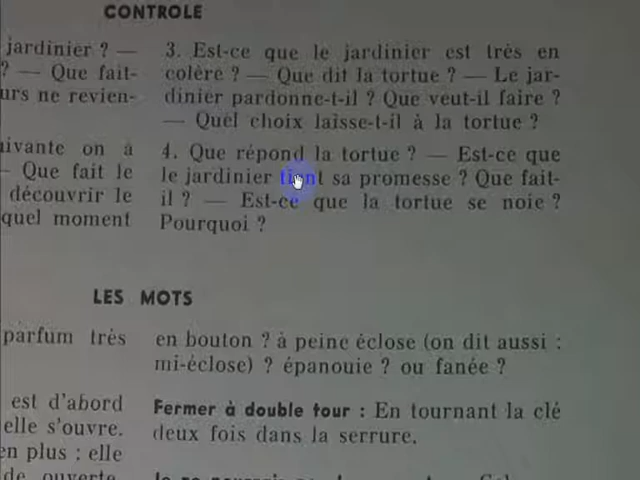 CONTROLE
jardinier ? —
? — Que fait-
urs ne revien-
uivante on a
- Que fait le
découvrir le
quel moment
3. Est-ce que le jardinier est très en
colère ? — Que dit la tortue ? — Le jar-
dinier pardonne-t-il ? Que veut-il faire ?
— Quel choix laisse-t-il à la tortue ?
4. Que répond la tortue ? — Est-ce que
le jardinier tient sa promesse ? Que fait-
il ? — Est-ce que la tortue se noie ?
Pourquoi ?
LES MOTS
parfum très
est d'abord
elle s'ouvre.
en plus : elle
de ouverte
en bouton ? à peine éclose (on dit aussi :
mi-éclose) ? épanouie ? ou fanée ?
Fermer à double tour : En tournant la clé
deux fois dans la serrure.